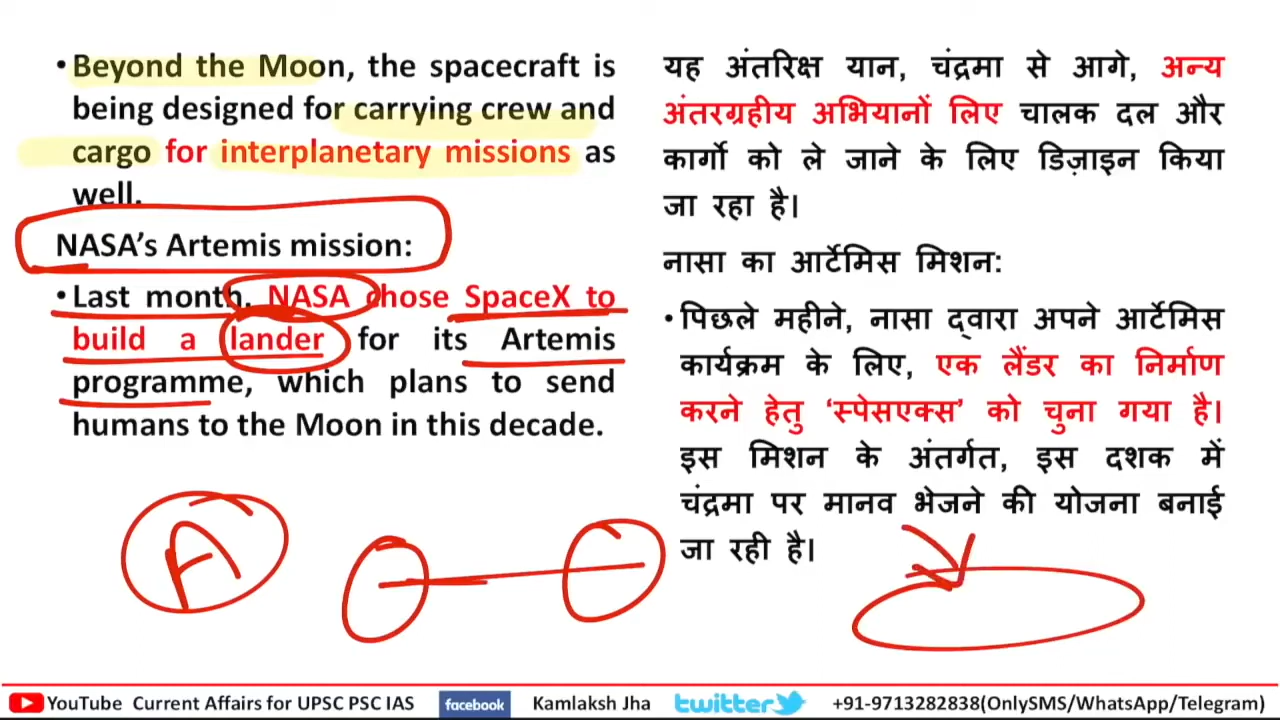 •Beyond the Moon, the spacecraft is
being designed for carrying crew and
cargo for interplanetary missions as
well.
NASA's Artemis mission:
•Last month, NASA chose SpaceX to
build a lander for its Artemis
programme, which plans to send
humans to the Moon in this decade.
यह अंतरिक्ष यान, चंद्रमा से आगे, अन्य
अंतरग्रहीय अभियानों लिए चालक दल और
कार्गो को ले जाने के लिए डिज़ाइन किया
जा रहा है।
नासा का आर्टेमिस मिशन:
•पिछले महीने, नासा द्वारा अपने आर्टेमिस
कार्यक्रम के लिए, एक लैंडर का निर्माण
करने हेतु ‘स्पेसएक्स’ को चुना गया है।
इस मिशन के अंतर्गत, इस दशक में
चंद्रमा पर मानव भेजने की योजना बनाई
जा रही है।
A
YouTube Current Affairs for UPSC PSC IAS facebook Kamlaksh Jha twitter +91-9713282838(OnlySMS/WhatsApp/Telegram)